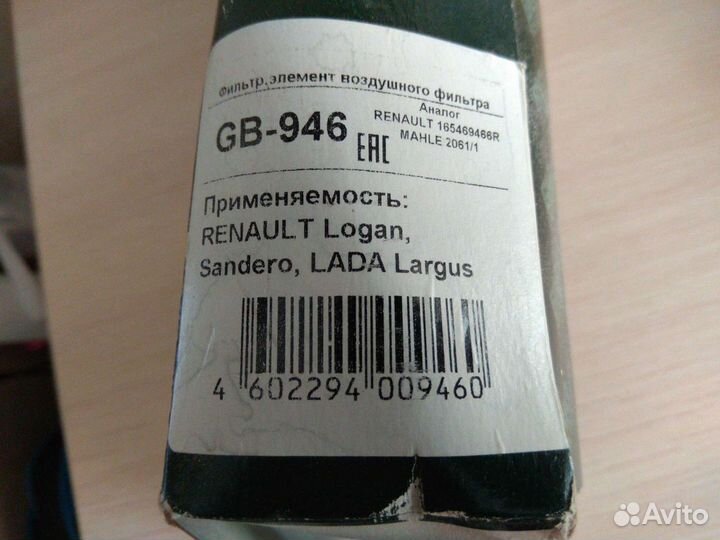 Фильтр, элемент воздушного фильтра
GB-946
EAC
Аналог
RENAULT 165469466R
MAHLE 2061/1
Применяемость:
RENAULT Logan,
Sandero, LADA Largus
4 602294 009460
Avito